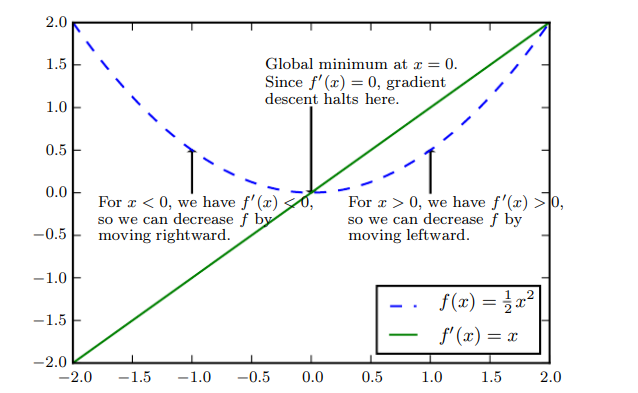 2.0
1.5
1.0
0.5
0.0
−0.5
−1.0
−1.5
−2.0
Global minimum at x = 0.
Since f′(x) = 0, gradient
descent halts here.
For x < 0, we have f′(x) < 0,
so we can decrease f by
moving rightward.
For x > 0, we have f′(x) > 0,
so we can decrease f by
moving leftward.
f(x) = ½x²
f′(x) = x
−2.0 −1.5 −1.0 −0.5 0.0 0.5 1.0 1.5 2.0